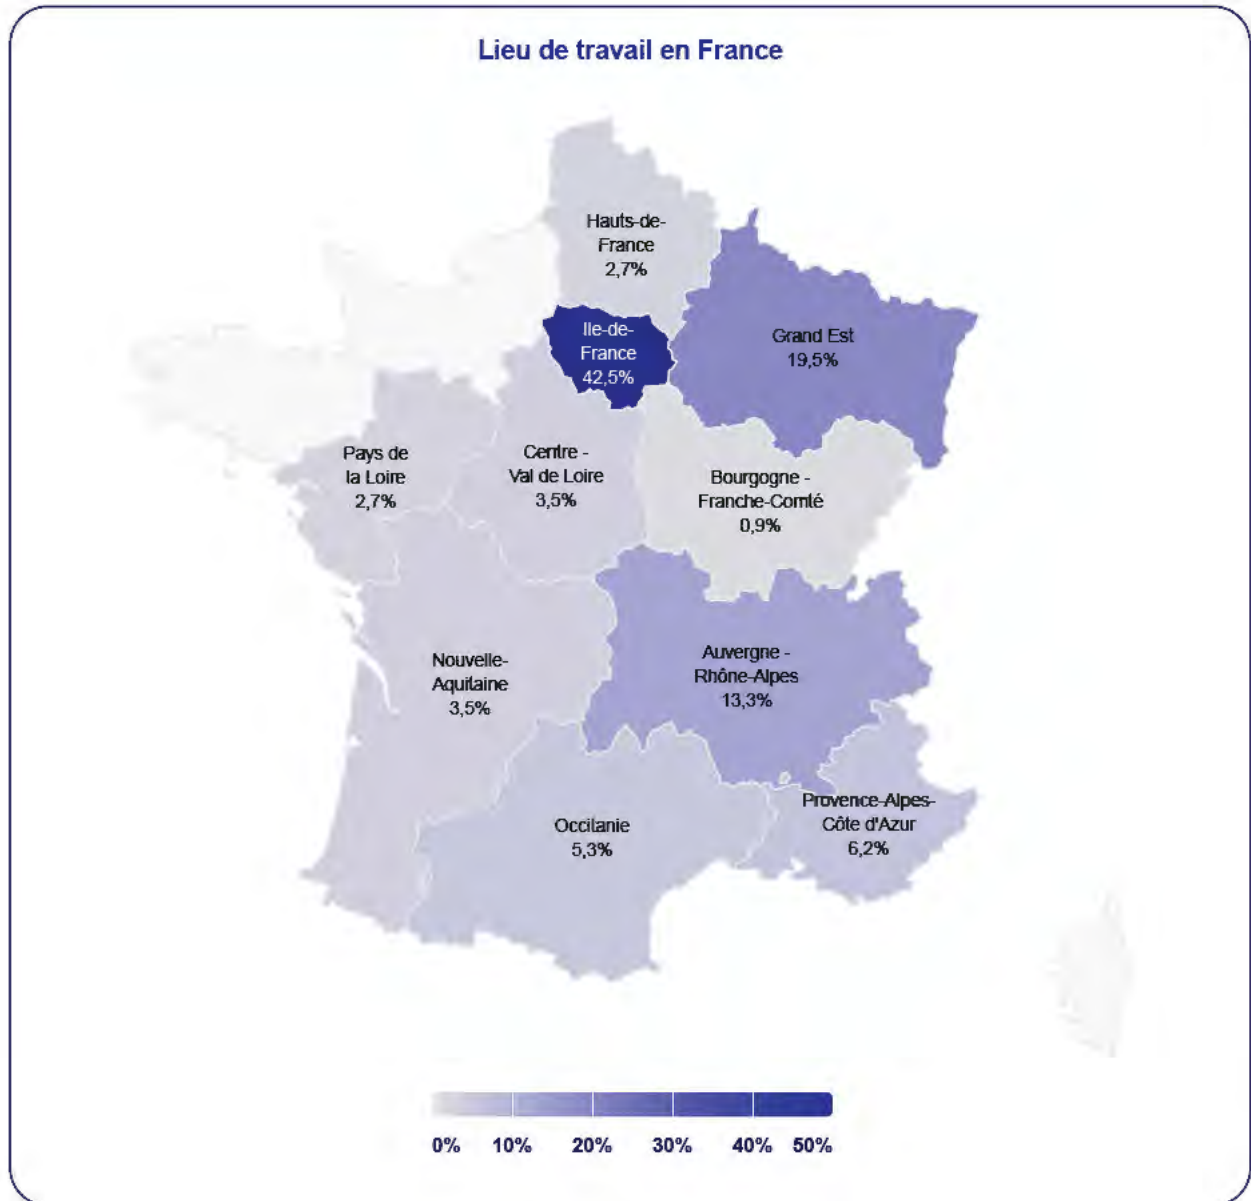 Lieu de travail en France
Hauts-de-
France
2,7%
Ile-de-
France
42,5%
Grand Est
19,5%
Pays de
la Loire
2,7%
Centre -
Val de Loire
3,5%
Bourgogne -
Franche-Comté
0,9%
Nouvelle-
Aquitaine
3,5%
Auvergne -
Rhône-Alpes
13,3%
Occitanie
5,3%
Provence-Alpes-
Côte d'Azur
6,2%
0% 10% 20% 30% 40% 50%